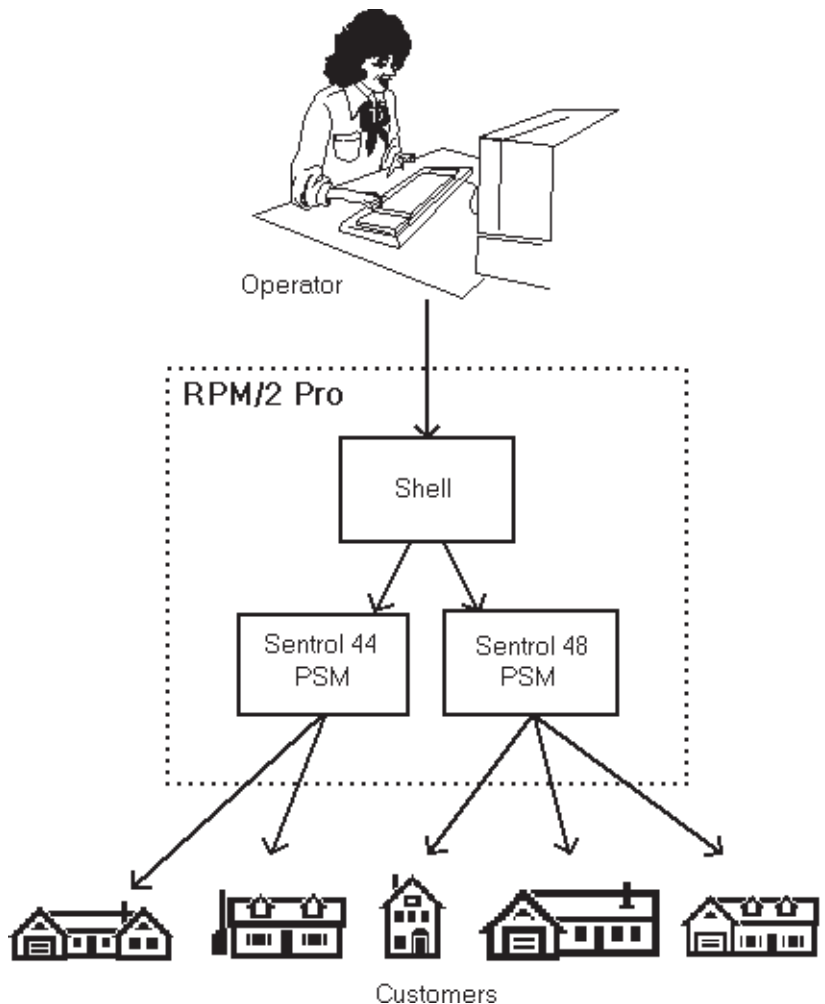 Operator
RPM/2 Pro
Shell
Sentrol 44
PSM
Sentrol 48
PSM
Customers